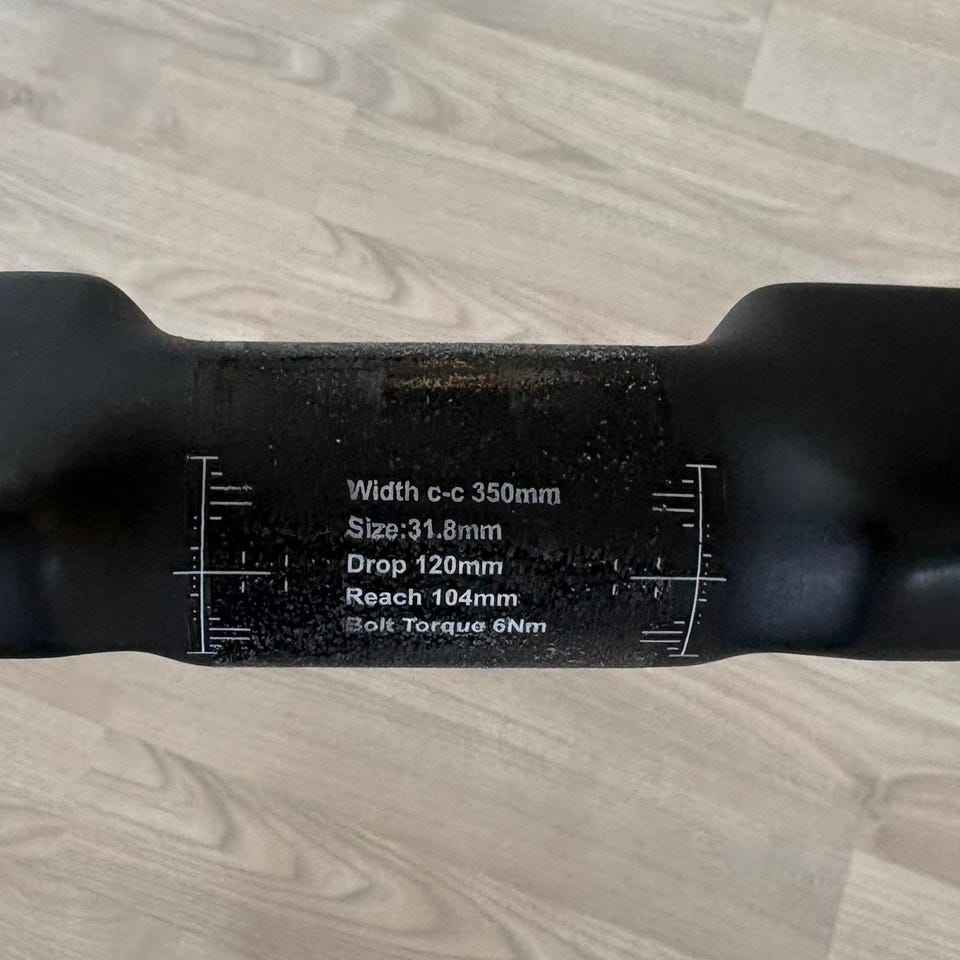 Width c-c 350mm
Size:31.8mm
Drop 120mm
Reach 104mm
Bolt Torque 6Nm